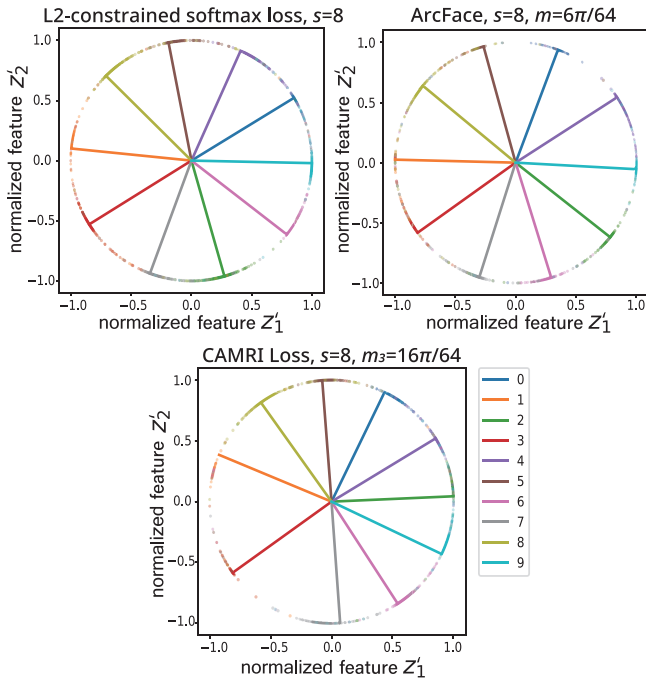 L2-constrained softmax loss, s=8
1.0
0.5
0.0
−0.5
−1.0
normalized feature Z′2
−1.0 −0.5 0.0 0.5 1.0
normalized feature Z′1
ArcFace, s=8, m=6π/64
1.0
0.5
0.0
−0.5
−1.0
normalized feature Z′2
−1.0 −0.5 0.0 0.5 1.0
normalized feature Z′1
CAMRI Loss, s=8, m₃=16π/64
1.0
0.5
0.0
−0.5
−1.0
normalized feature Z′2
−1.0 −0.5 0.0 0.5 1.0
normalized feature Z′1
0
1
2
3
4
5
6
7
8
9